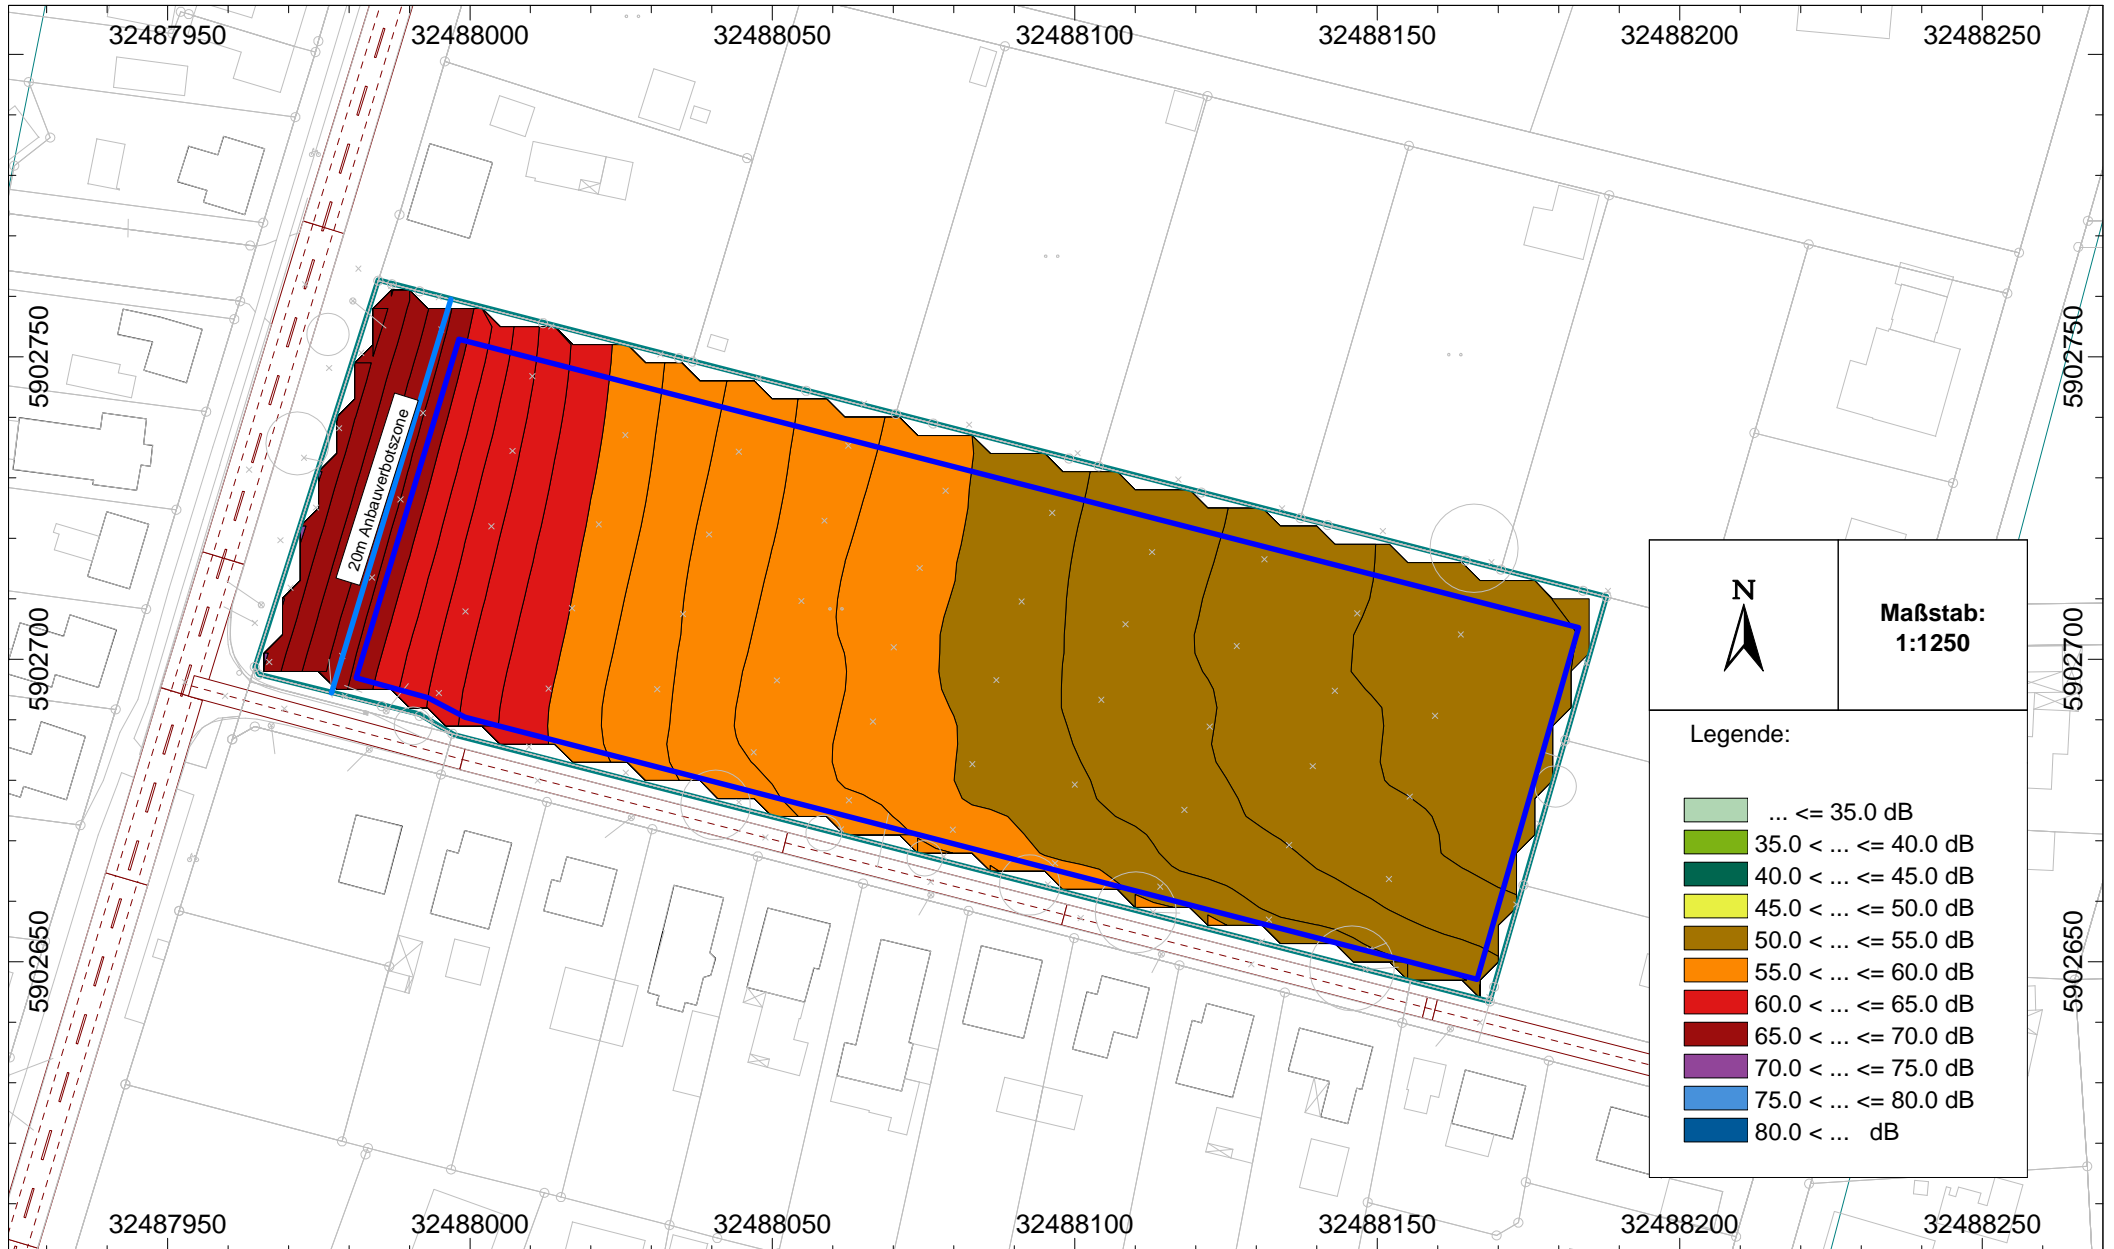 32487950 32488000 32488050 32488100 32488150 32488200 32488250
5902750
5902750
20m Anbauverbotszone
5902700
5902700
5902650
5902650
N
Maßstab:
1:1250
Legende:
... <= 35.0 dB
35.0 < ... <= 40.0 dB
40.0 < ... <= 45.0 dB
45.0 < ... <= 50.0 dB
50.0 < ... <= 55.0 dB
55.0 < ... <= 60.0 dB
60.0 < ... <= 65.0 dB
65.0 < ... <= 70.0 dB
70.0 < ... <= 75.0 dB
75.0 < ... <= 80.0 dB
80.0 < ... dB
32487950 32488000 32488050 32488100 32488150 32488200 32488250